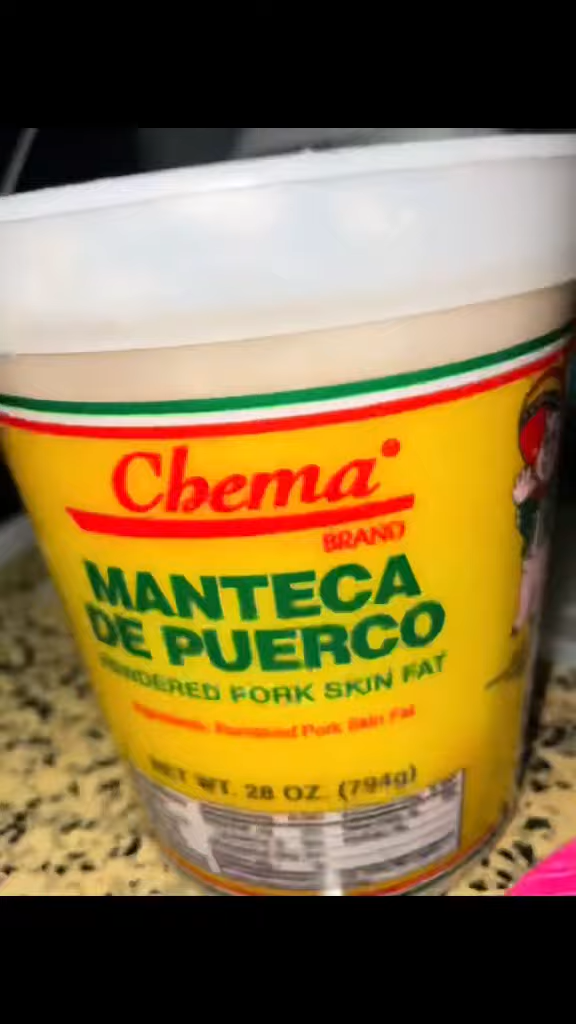 Chema
BRAND
MANTECA
DE PUERCO
RENDERED PORK SKIN FAT
Ingredients: Rendered Pork Skin Fat
NET WT. 28 OZ. (794g)